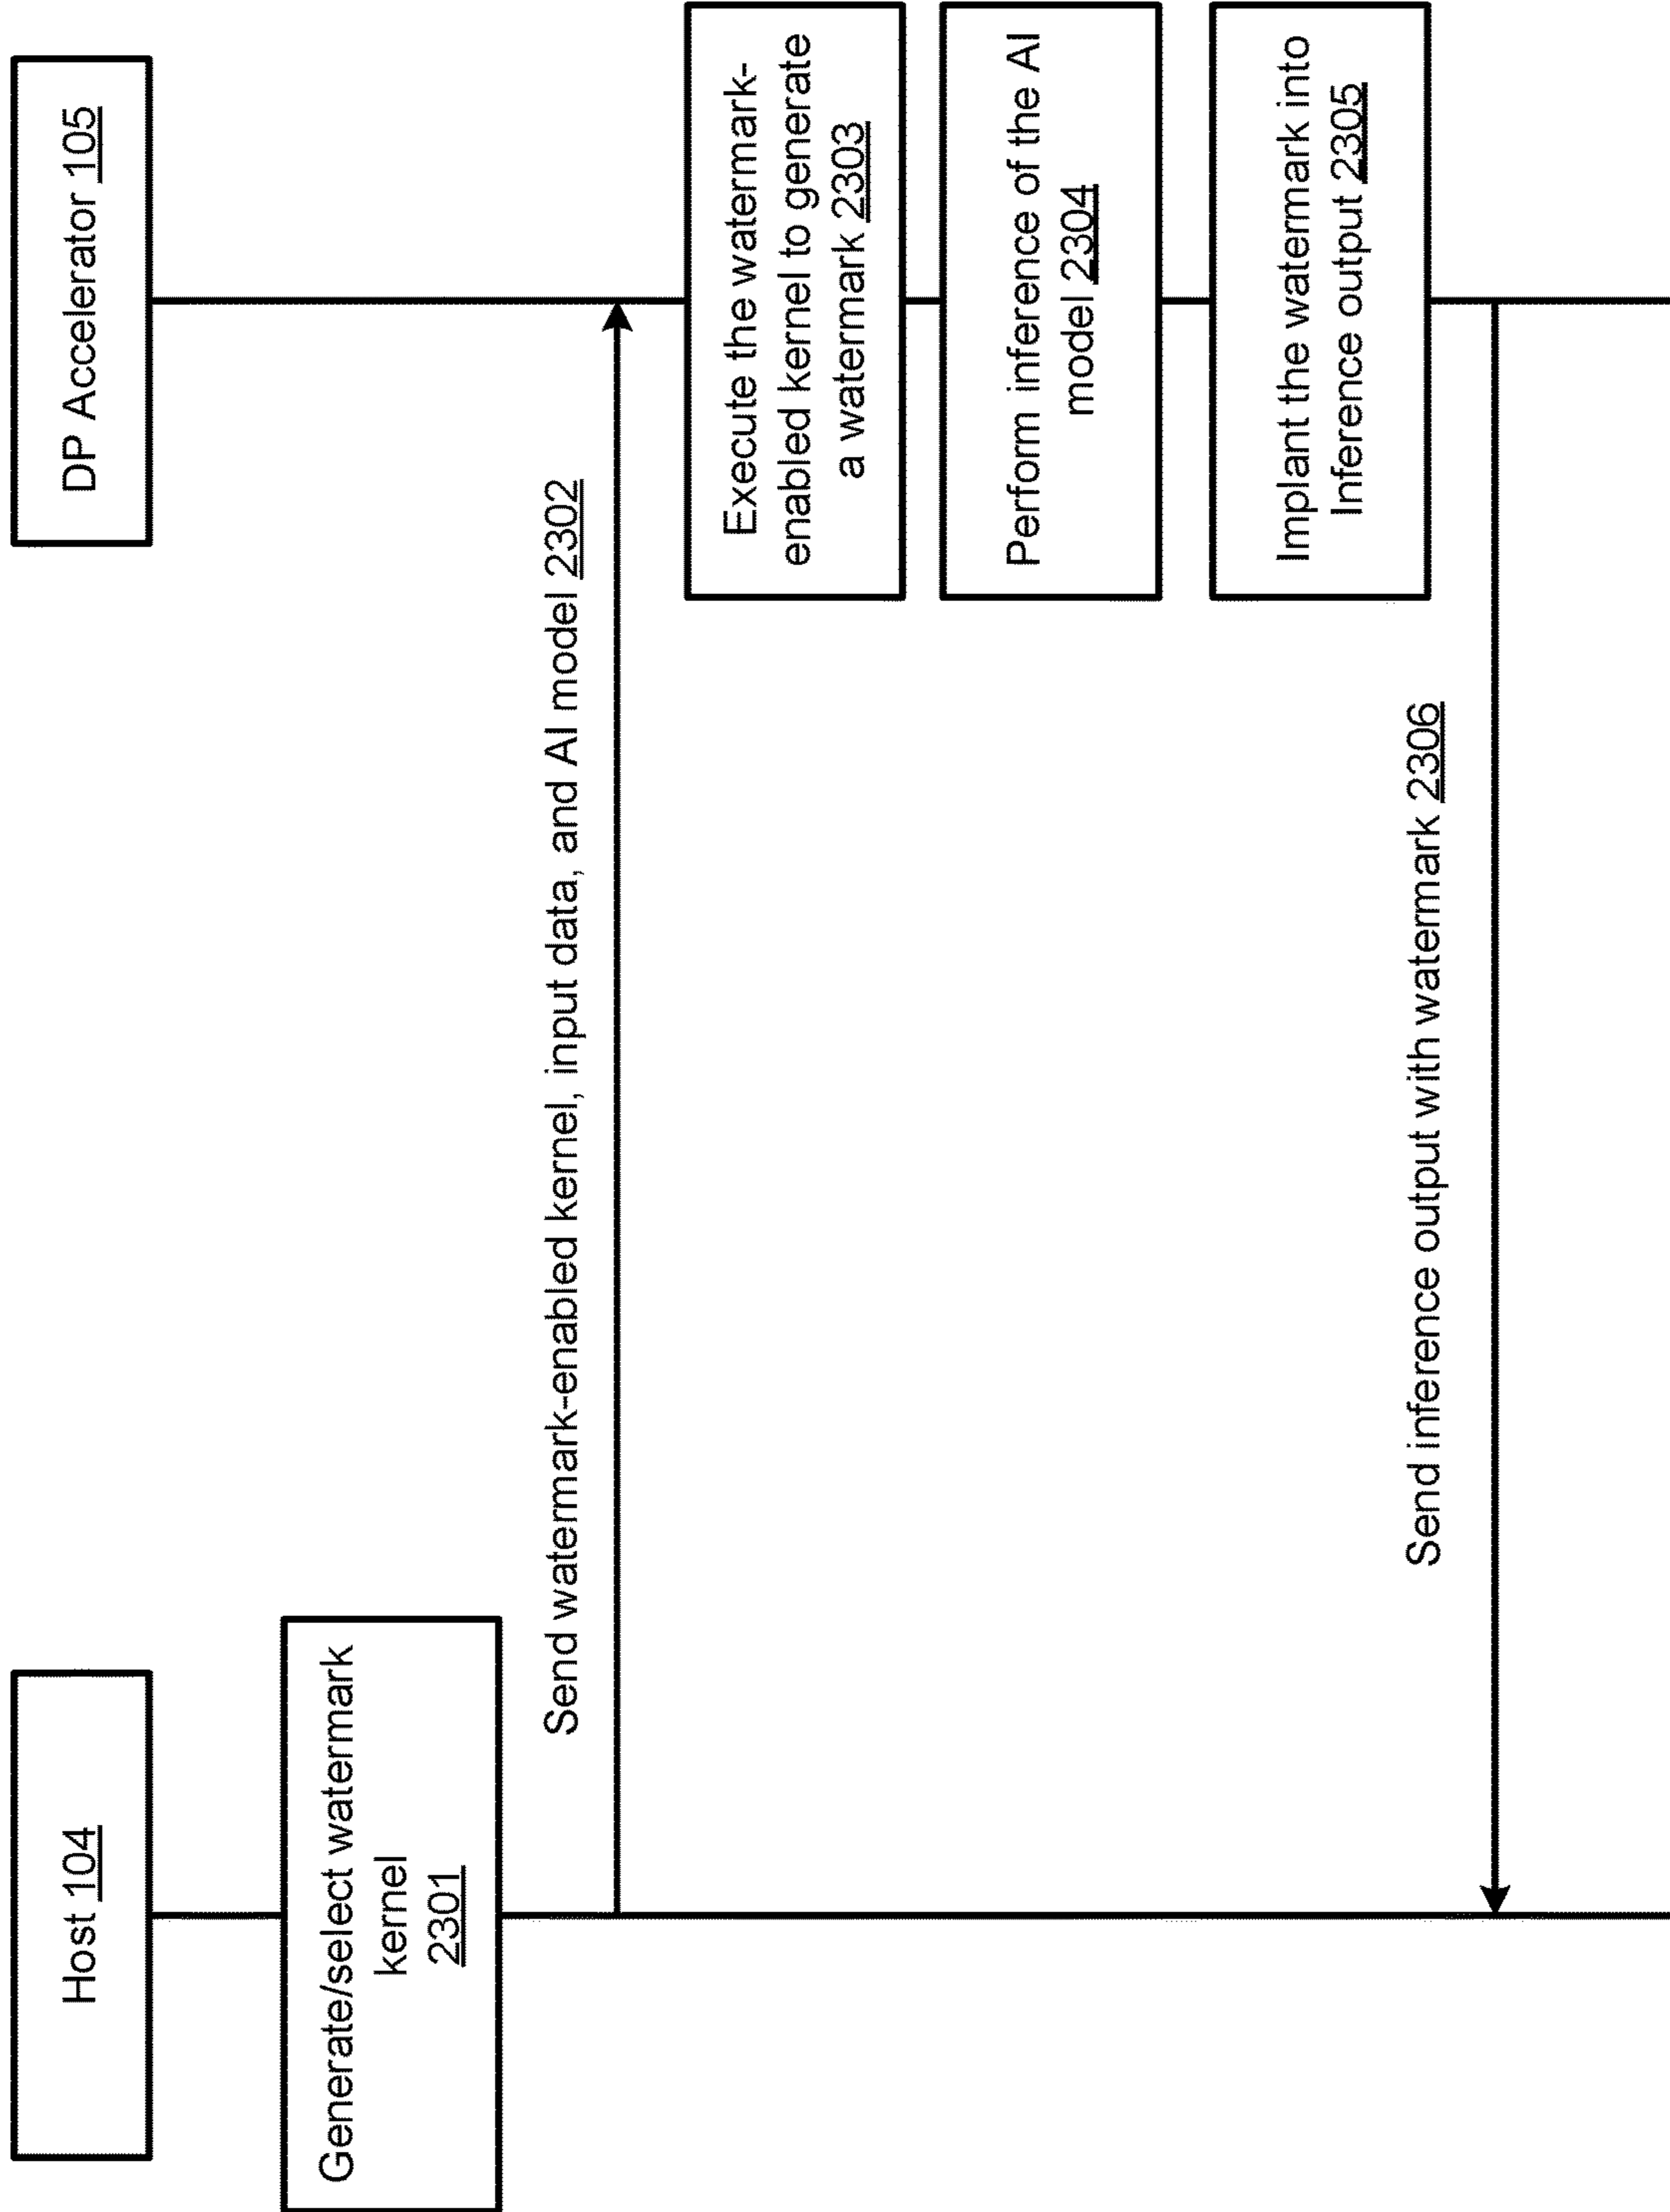 Host 104
DP Accelerator 105
Generate/select watermark
kernel
2301
Send watermark-enabled kernel, input data, and AI model 2302
Execute the watermark-
enabled kernel to generate
a watermark 2303
Perform inference of the AI
model 2304
Implant the watermark into
Inference output 2305
Send inference output with watermark 2306